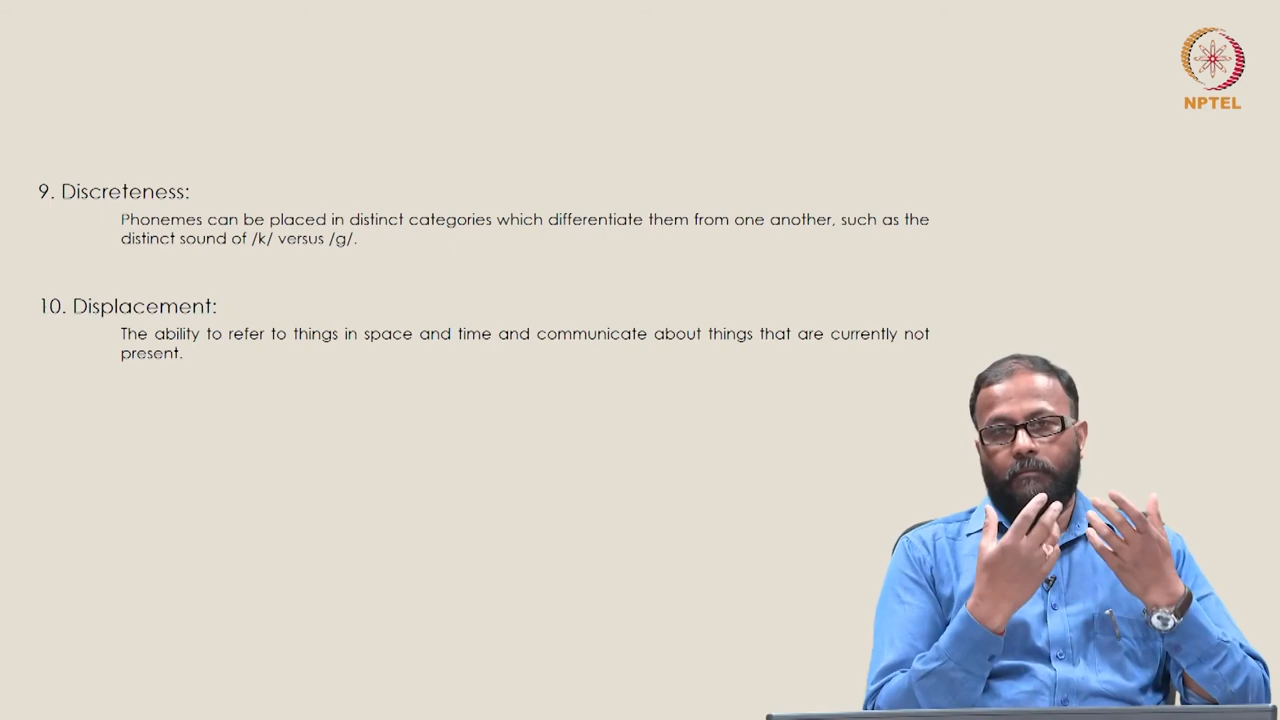 NPTEL
9. Discreteness:
Phonemes can be placed in distinct categories which differentiate them from one another, such as the
distinct sound of /k/ versus /g/.
10. Displacement:
The ability to refer to things in space and time and communicate about things that are currently not
present.